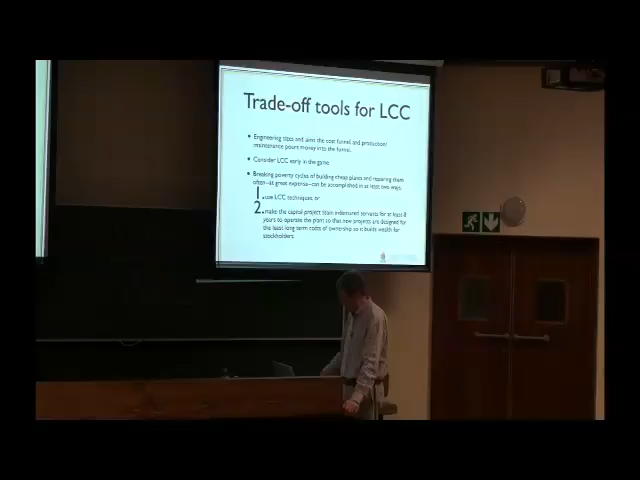 Trade-off tools for LCC
• Engineering sizes and aims the cost funnel and production/
maintenance pours money into the funnel.
• Consider LCC early in the game
• Breaking poverty cycles of building cheap plants and repairing them
often--at great expense--can be accomplished in at least two ways:
1. use LCC techniques, or
2. make the capital project team indentured servants for at least 8
years to operate the plant so that new projects are designed for
the least long term costs of ownership so it builds wealth for
stockholders.